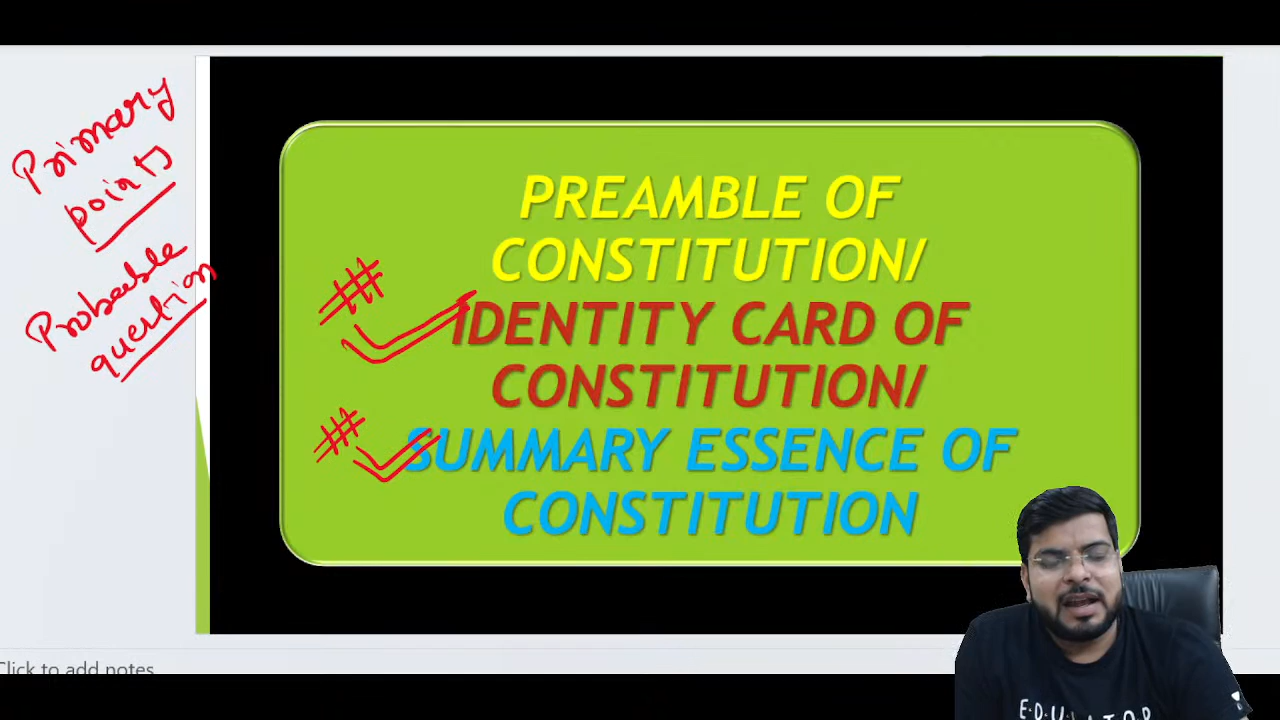 Primary
points
Probable
question
PREAMBLE OF
CONSTITUTION/
IDENTITY CARD OF
CONSTITUTION/
SUMMARY ESSENCE OF
CONSTITUTION
Click to add notes
E·D·U·C·A·T·O·R